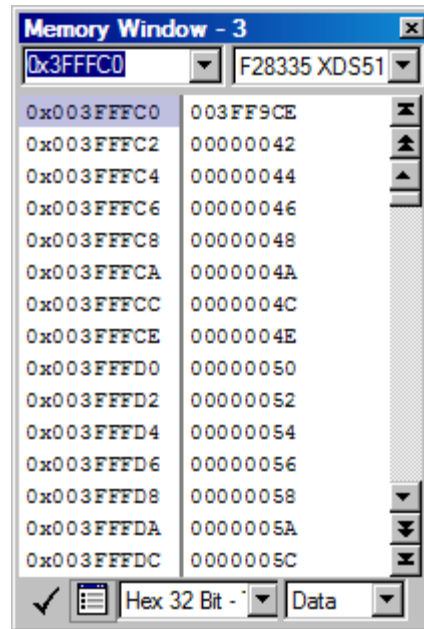 Memory Window - 3
0x3FFFC0 F28335 XDS51
0x003FFFC0 003FF9CE
0x003FFFC2 00000042
0x003FFFC4 00000044
0x003FFFC6 00000046
0x003FFFC8 00000048
0x003FFFCA 0000004A
0x003FFFCC 0000004C
0x003FFFCE 0000004E
0x003FFFD0 00000050
0x003FFFD2 00000052
0x003FFFD4 00000054
0x003FFFD6 00000056
0x003FFFD8 00000058
0x003FFFDA 0000005A
0x003FFFDC 0000005C
Hex 32 Bit - Data